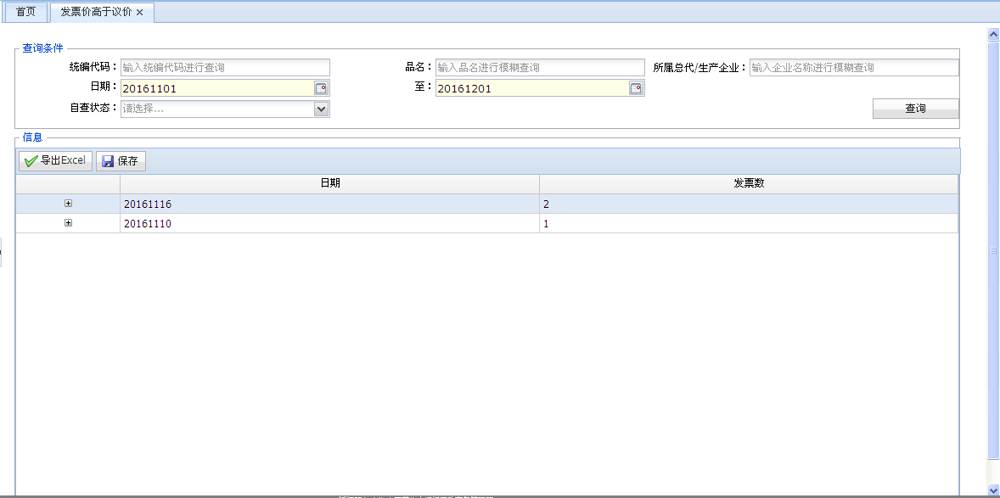 首页 发票价高于议价
查询条件
统编代码： 输入统编代码进行查询 品名： 输入品名进行模糊查询 所属总代/生产企业： 输入企业名称进行模糊查询
日期： 20161101 至： 20161201
自查状态： 请选择... 查询
信息
导出Excel 保存
日期 发票数
20161116 2
20161110 1